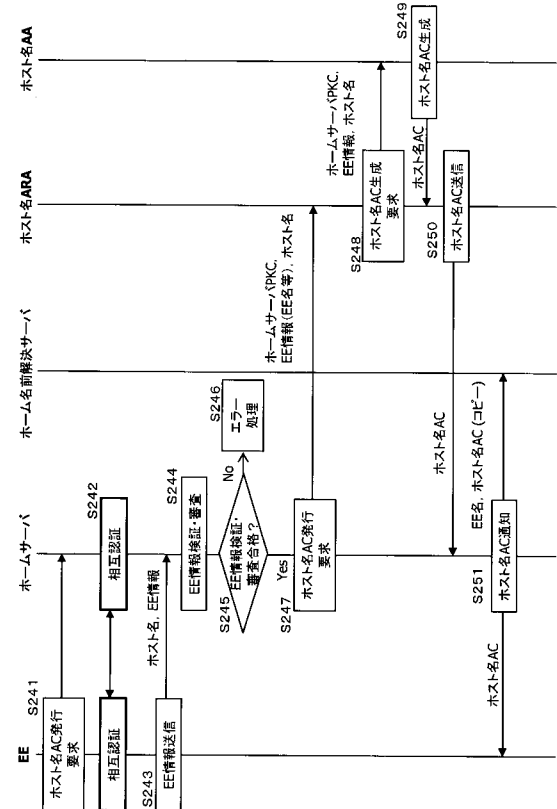 EE
ホームサーバ
ホーム名前解決サーバ
ホスト名ARA
ホスト名AA
S241
ホスト名AC発行
要求
S242
相互認証
相互認証
S243
EE情報送信
ホスト名, EE情報
S244
EE情報検証・審査
S245
EE情報検証・
審査合格?
No
S246
エラー
処理
Yes
S247
ホスト名AC発行
要求
ホームサーバPKC,
EE情報(EE名等), ホスト名
S248
ホスト名AC生成
要求
ホームサーバPKC,
EE情報, ホスト名
S249
ホスト名AC生成
ホスト名AC
S250
ホスト名AC送信
ホスト名AC
S251
ホスト名AC通知
EE名, ホスト名AC(コピー)
ホスト名AC